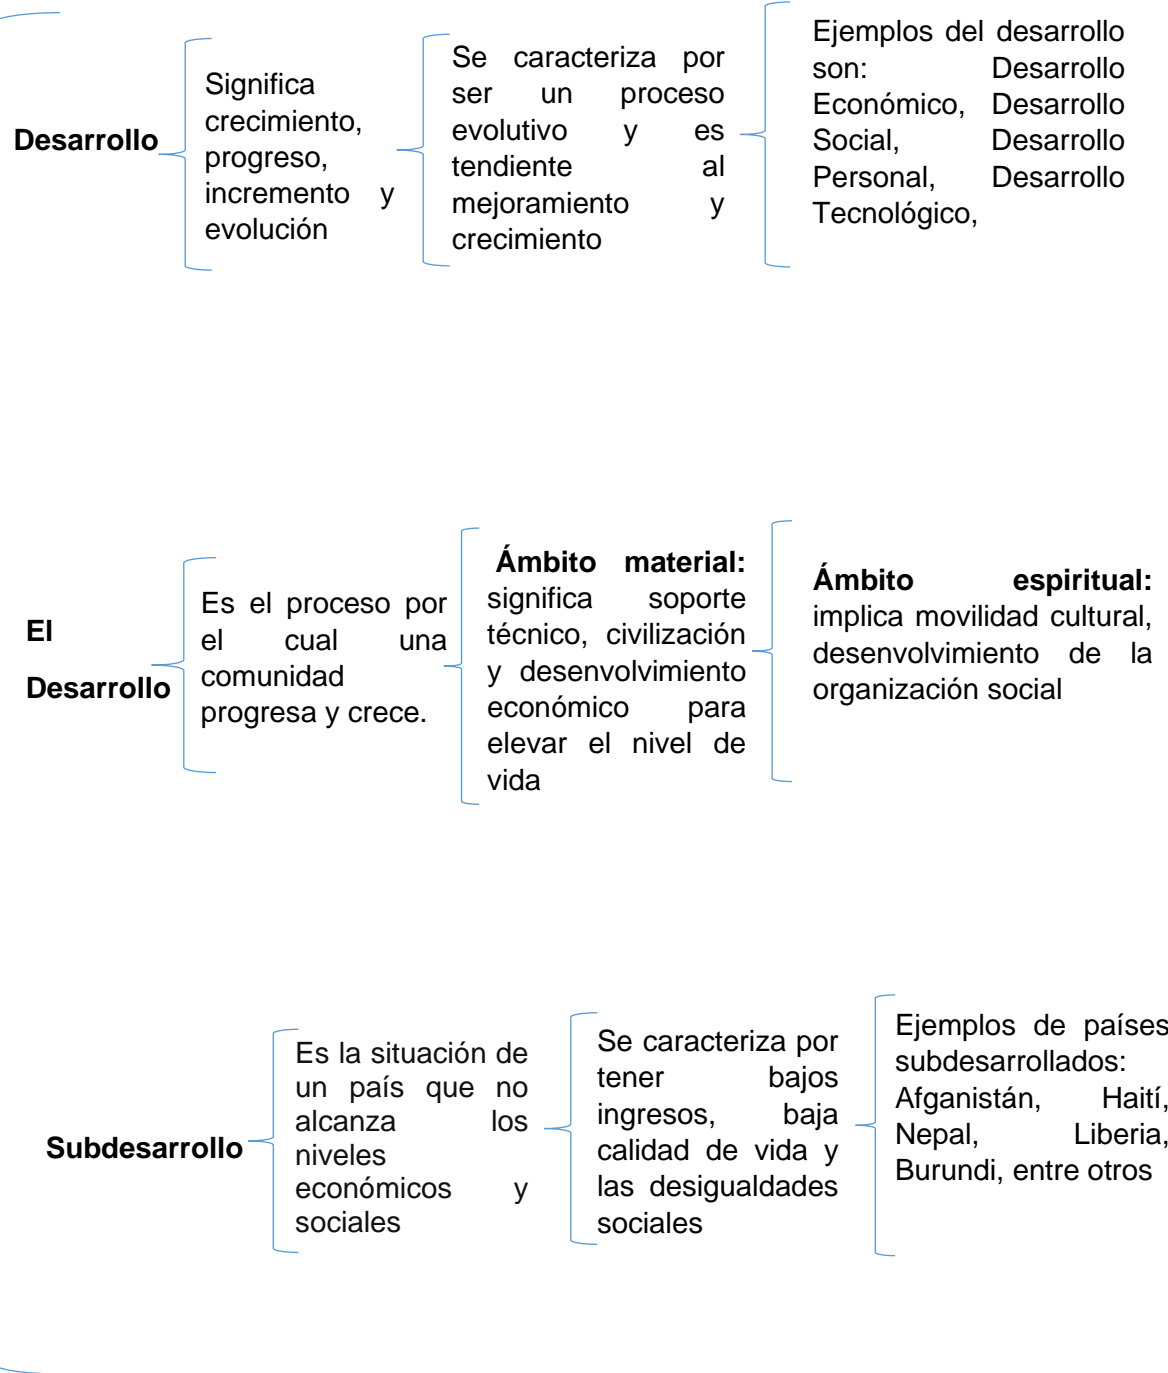 Desarrollo
Significa
crecimiento,
progreso,
incremento y
evolución
Se caracteriza por
ser un proceso
evolutivo y es
tendiente al
mejoramiento y
crecimiento
Ejemplos del desarrollo
son: Desarrollo
Económico, Desarrollo
Social, Desarrollo
Personal, Desarrollo
Tecnológico,
El
Desarrollo
Es el proceso por
el cual una
comunidad
progresa y crece.
Ámbito material:
significa soporte
técnico, civilización
y desenvolvimiento
económico para
elevar el nivel de
vida
Ámbito espiritual:
implica movilidad cultural,
desenvolvimiento de la
organización social
Subdesarrollo
Es la situación de
un país que no
alcanza los
niveles
económicos y
sociales
Se caracteriza por
tener bajos
ingresos, baja
calidad de vida y
las desigualdades
sociales
Ejemplos de países
subdesarrollados:
Afganistán, Haití,
Nepal, Liberia,
Burundi, entre otros